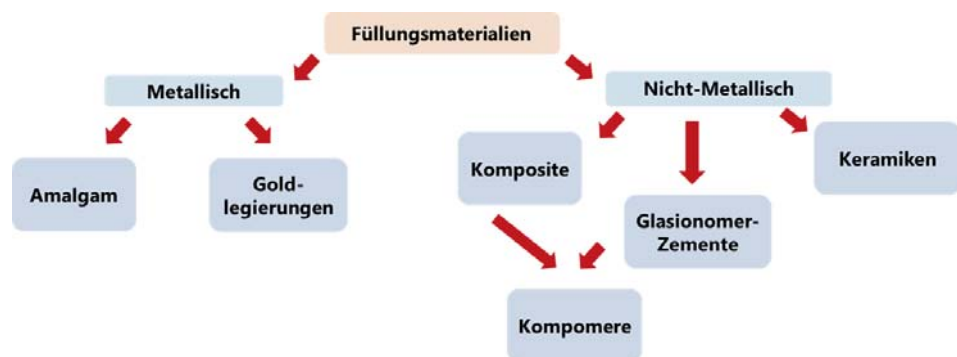 Füllungsmaterialien
Metallisch
Nicht-Metallisch
Amalgam
Gold-
legierungen
Komposite
Keramiken
Glasionomer-
Zemente
Kompomere